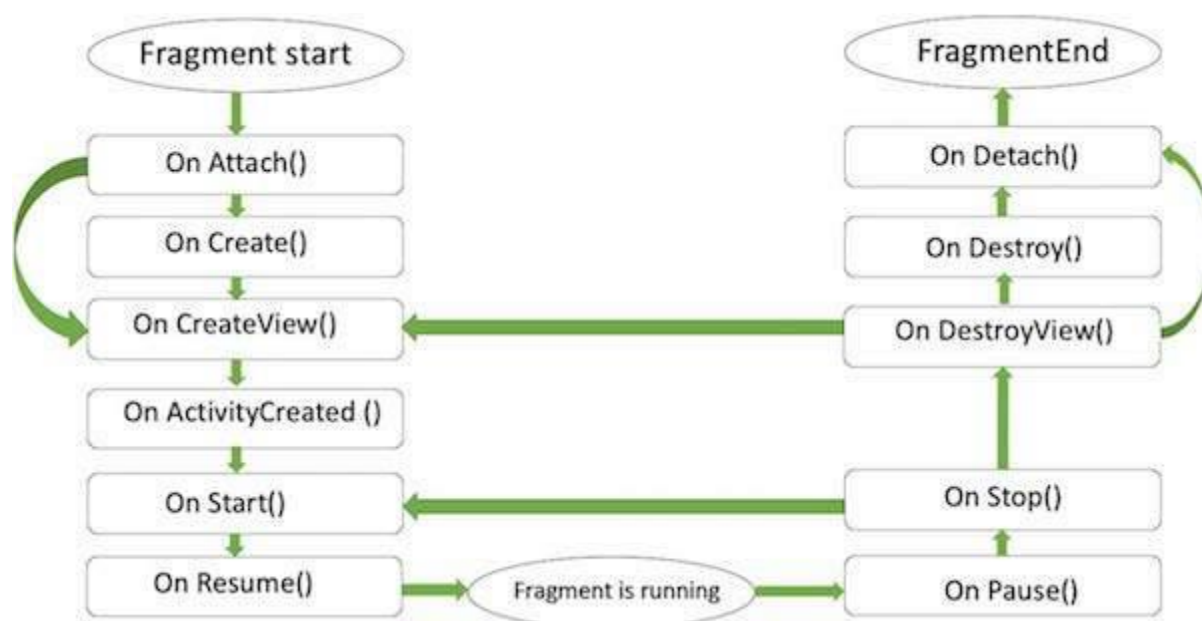 Fragment start
On Attach()
On Create()
On CreateView()
On ActivityCreated ()
On Start()
On Resume()
Fragment is running
On Pause()
On Stop()
On DestroyView()
On Destroy()
On Detach()
FragmentEnd